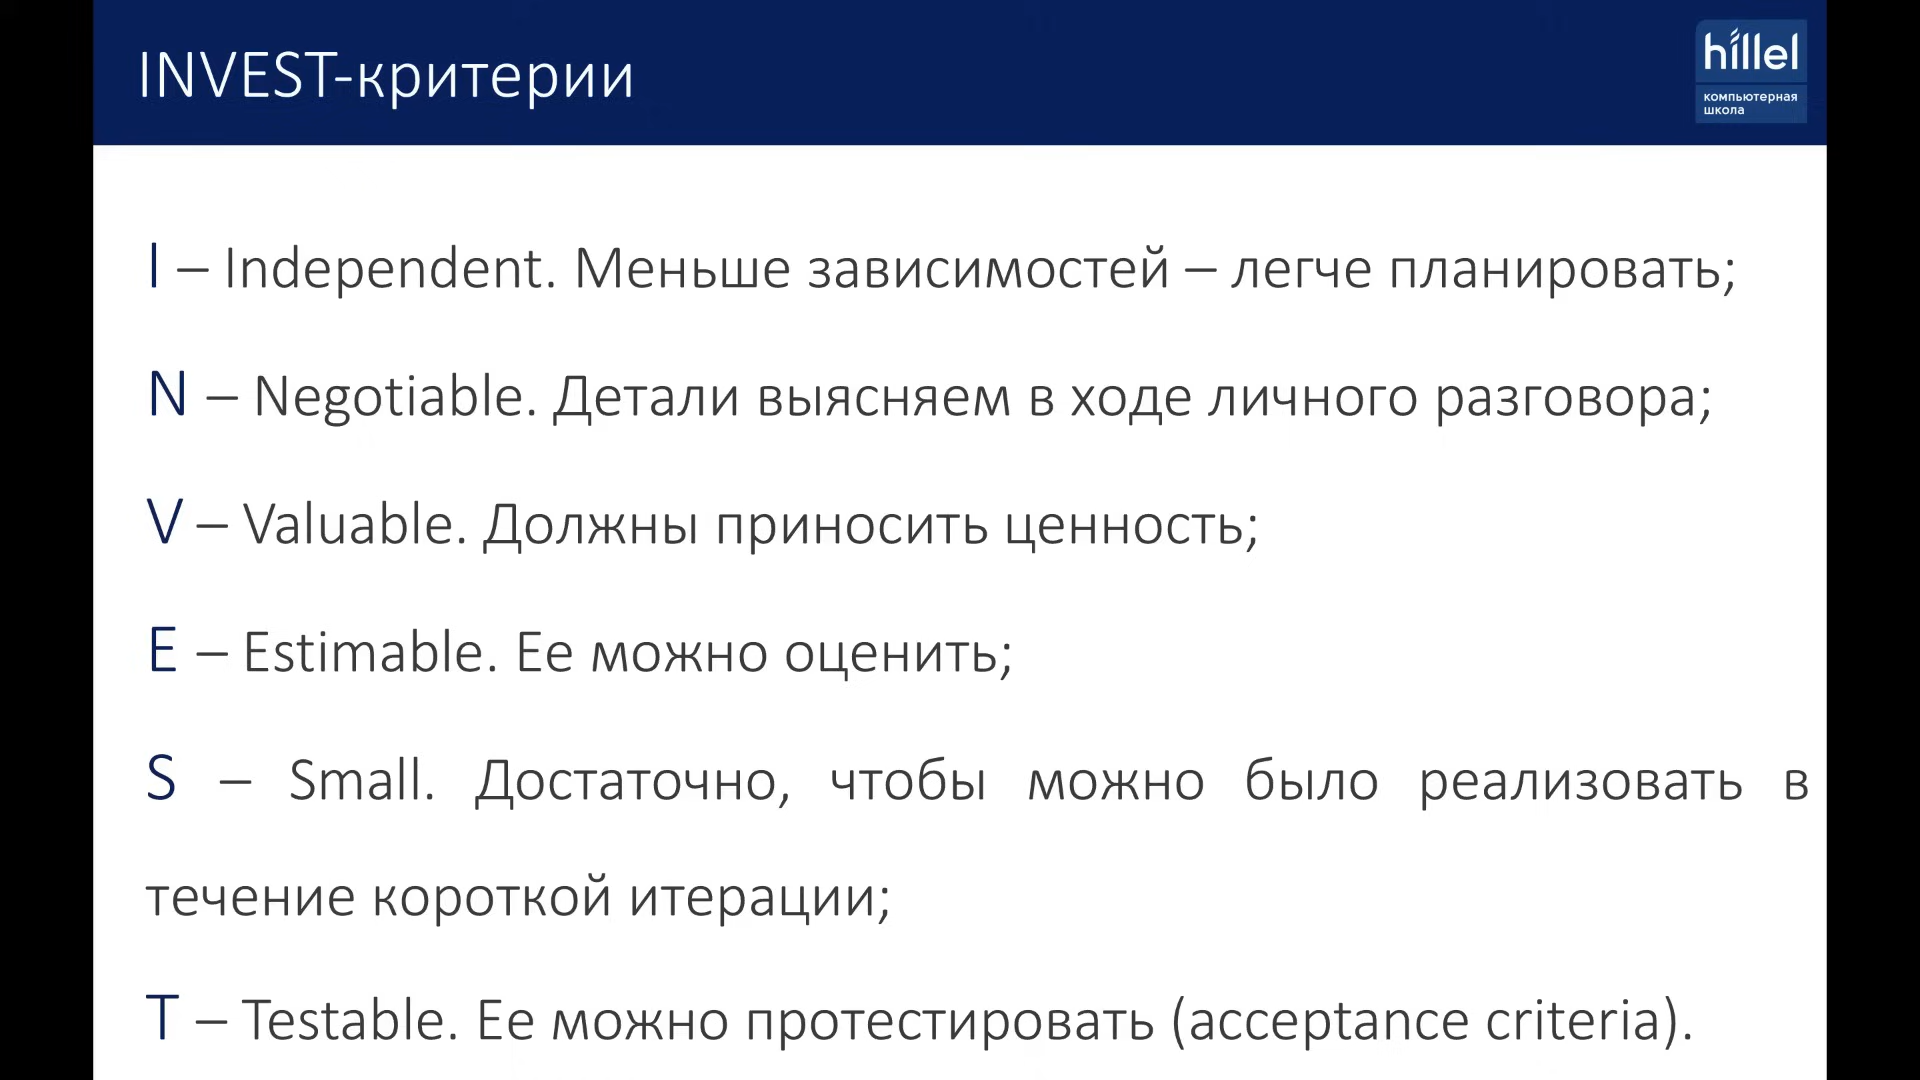 INVEST-критерии
hillel
компьютерная
школа
I – Independent. Меньше зависимостей – легче планировать;
N – Negotiable. Детали выясняем в ходе личного разговора;
V – Valuable. Должны приносить ценность;
E – Estimable. Ее можно оценить;
S – Small. Достаточно, чтобы можно было реализовать в
течение короткой итерации;
T – Testable. Ее можно протестировать (acceptance criteria).